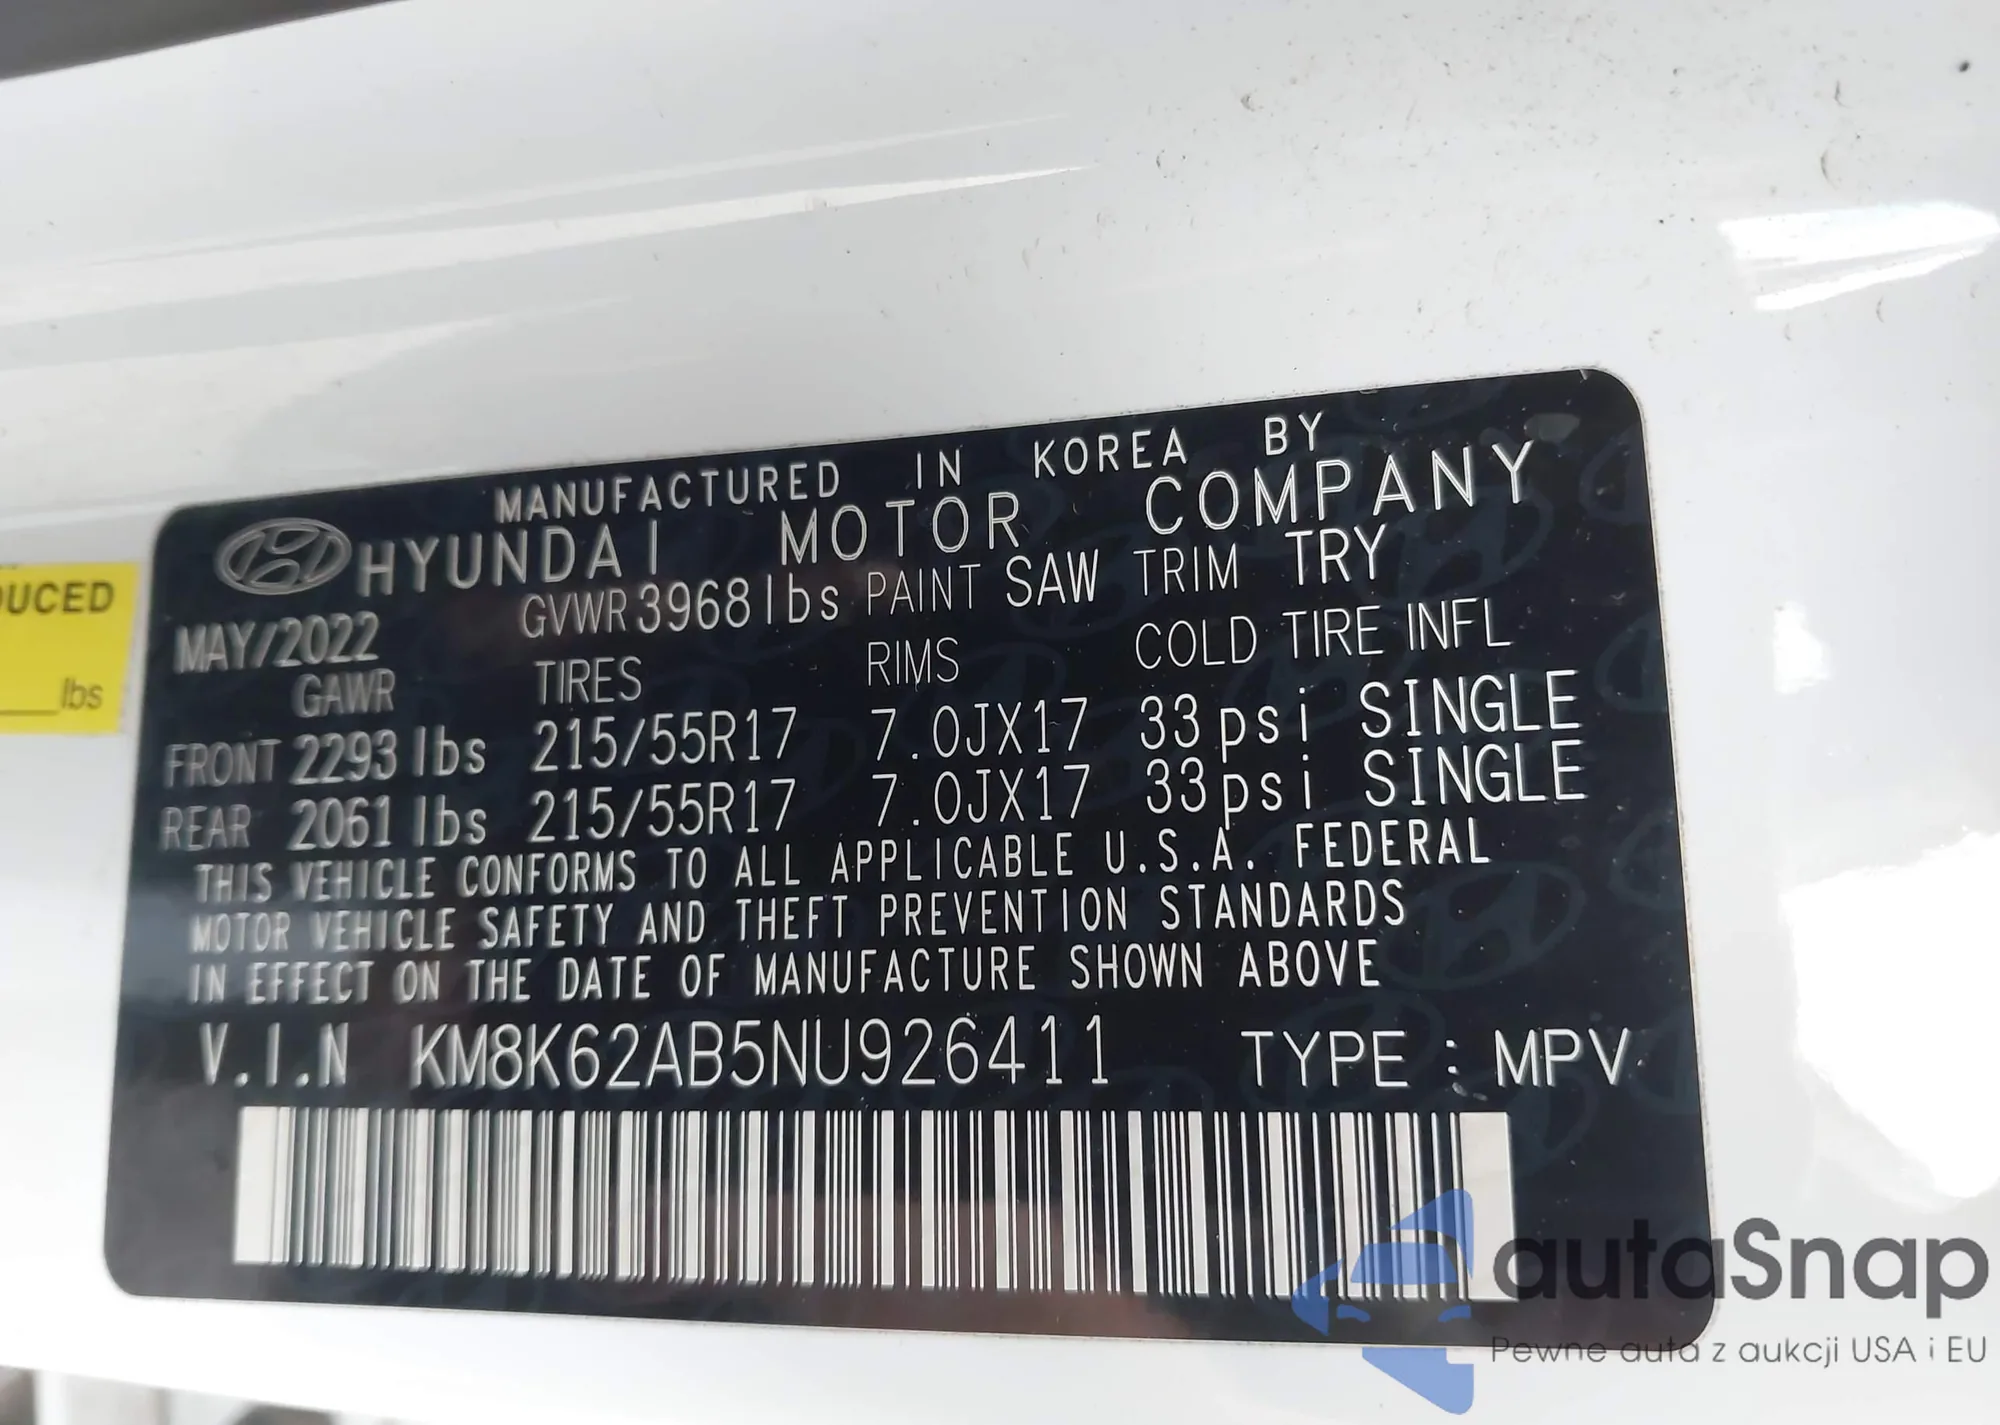 MANUFACTURED IN KOREA BY
HYUNDAI MOTOR COMPANY
MAY/2022 GVWR 3968 lbs PAINT SAW TRIM TRY
GAWR TIRES RIMS COLD TIRE INFL
FRONT 2293 lbs 215/55R17 7.0JX17 33psi SINGLE
REAR 2061 lbs 215/55R17 7.0JX17 33psi SINGLE
THIS VEHICLE CONFORMS TO ALL APPLICABLE U.S.A. FEDERAL
MOTOR VEHICLE SAFETY AND THEFT PREVENTION STANDARDS
IN EFFECT ON THE DATE OF MANUFACTURE SHOWN ABOVE
V.I.N KM8K62AB5NU926411 TYPE : MPV
lbs
autaSnap
Pewne auta z aukcji USA i EU